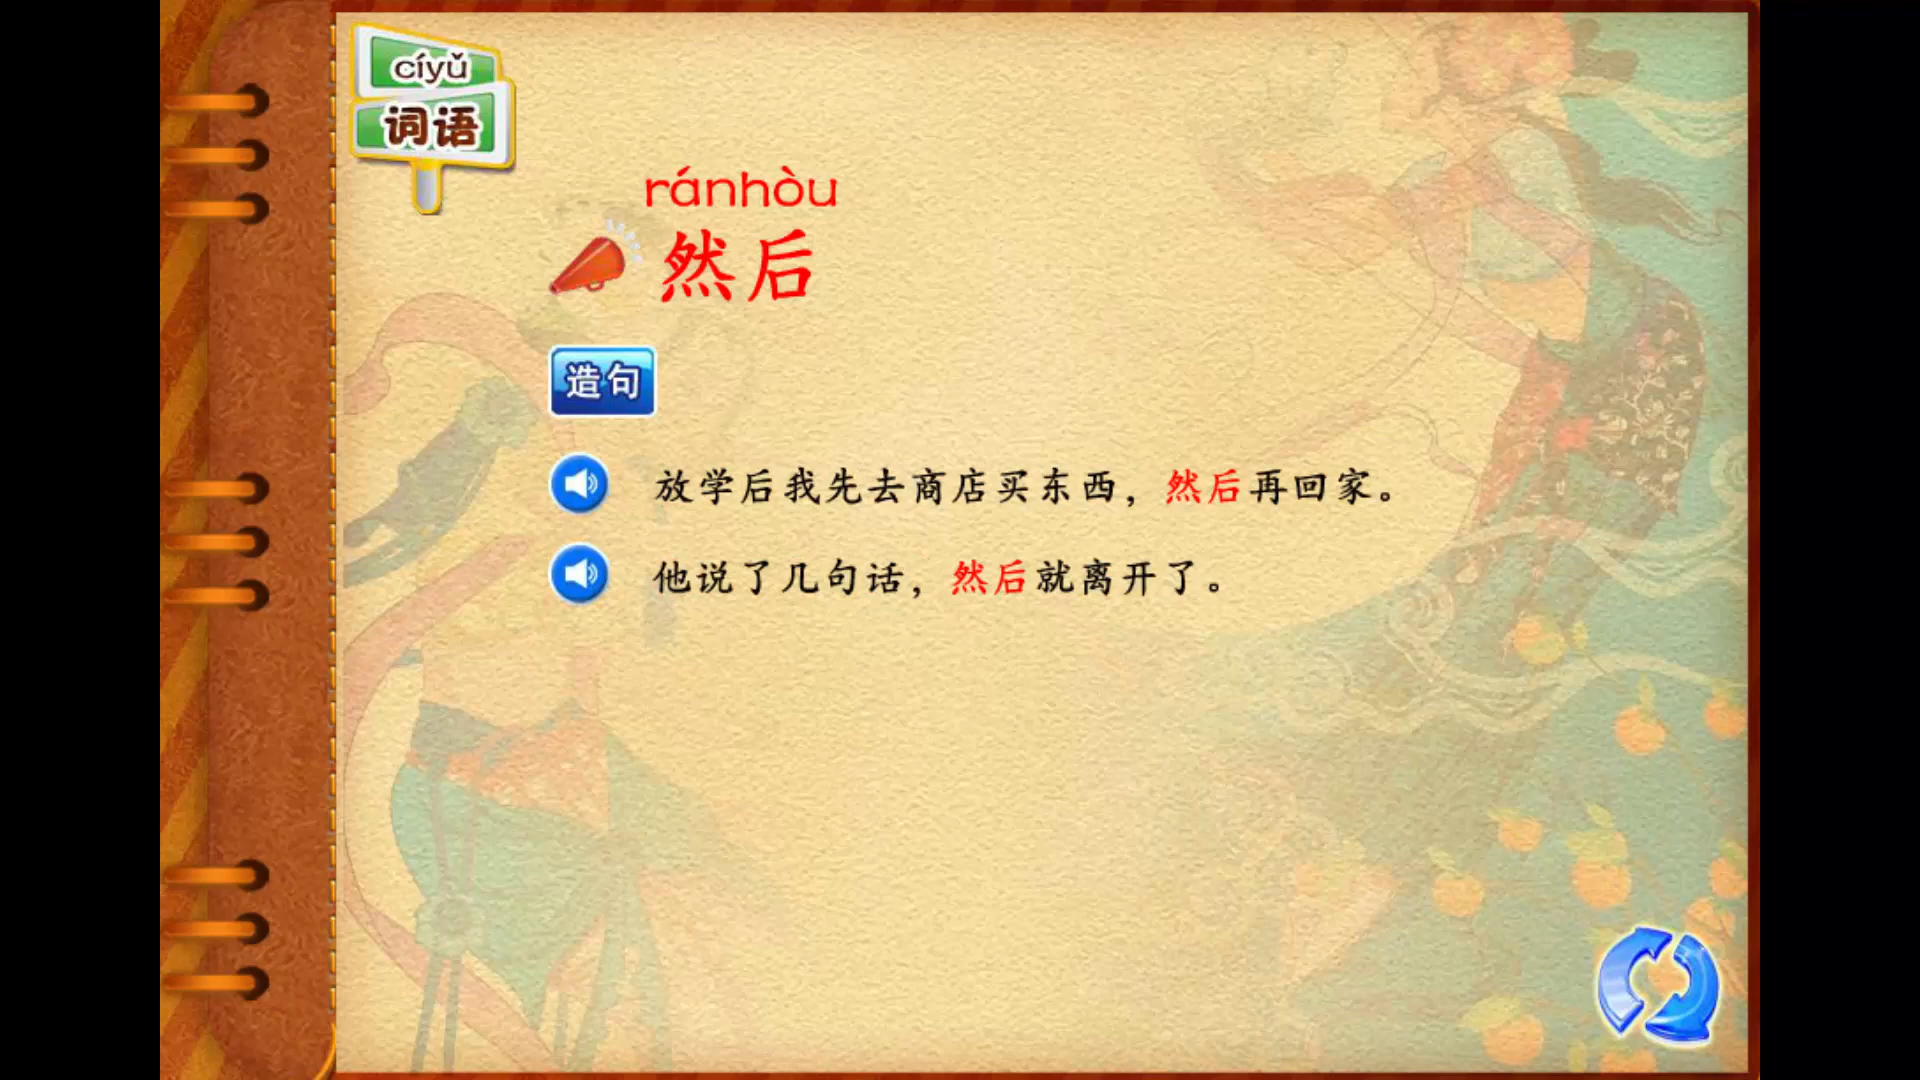 cíyǔ
词语
ránhòu
然后
造句
放学后我先去商店买东西，然后再回家。
他说了几句话，然后就离开了。